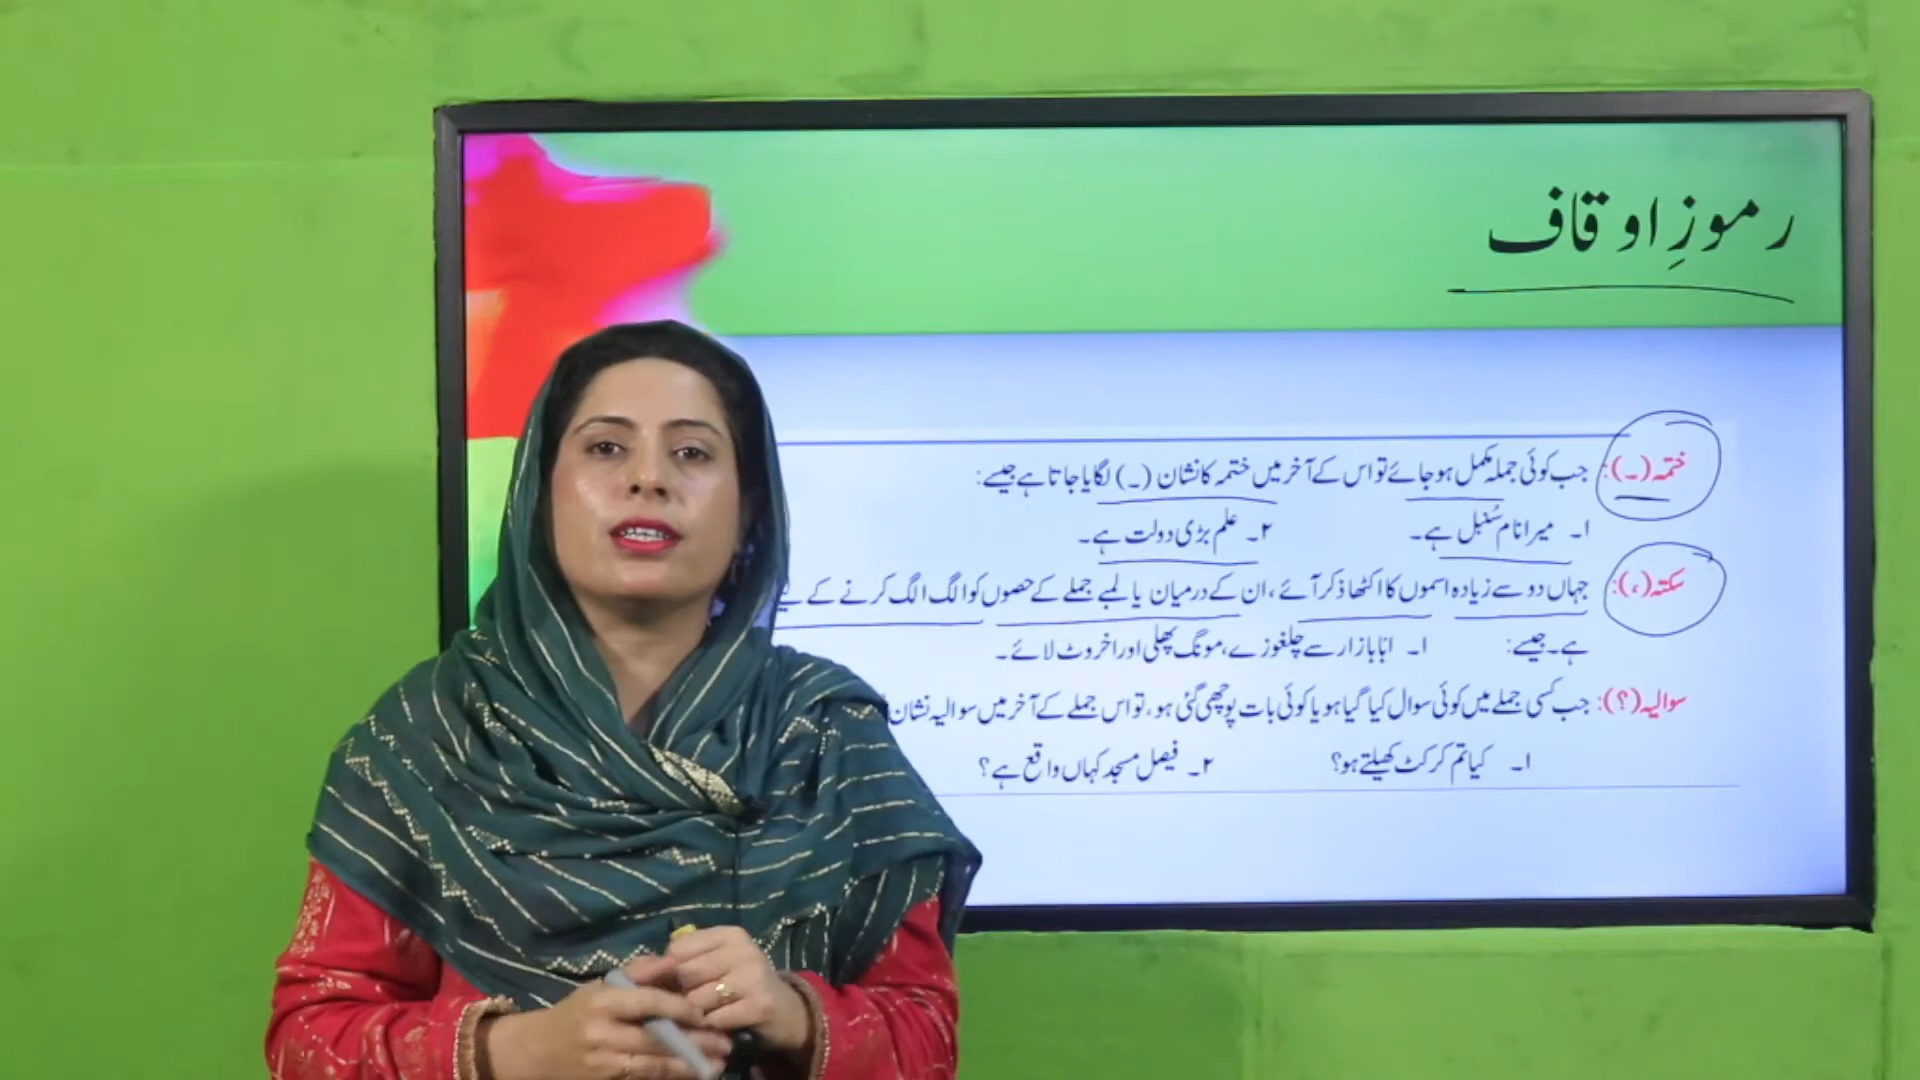 رموزِ اوقاف
ختمہ (۔): جب کوئی جملہ مکمل ہو جائے تو اس کے آخر میں ختمہ کا نشان (۔) لگایا جاتا ہے جیسے:
۱۔ میرا نام سُنبل ہے۔ ۲۔ علم بڑی دولت ہے۔
سکتہ (،): جہاں دو سے زیادہ اسموں کا اکٹھا ذکر آئے، ان کے درمیان یا لمبے جملے کے حصوں کو الگ الگ کرنے کے
ہے۔ جیسے: ۱۔ ابّا بازار سے چلغوزے، مونگ پھلی اور اخروٹ لائے۔
سوالیہ (؟): جب کسی جملے میں کوئی سوال کیا گیا ہو یا کوئی بات پوچھی گئی ہو، تو اس جملے کے آخر میں سوالیہ نشان
۱۔ کیا تم کرکٹ کھیلتے ہو؟ ۲۔ فیصل مسجد کہاں واقع ہے؟